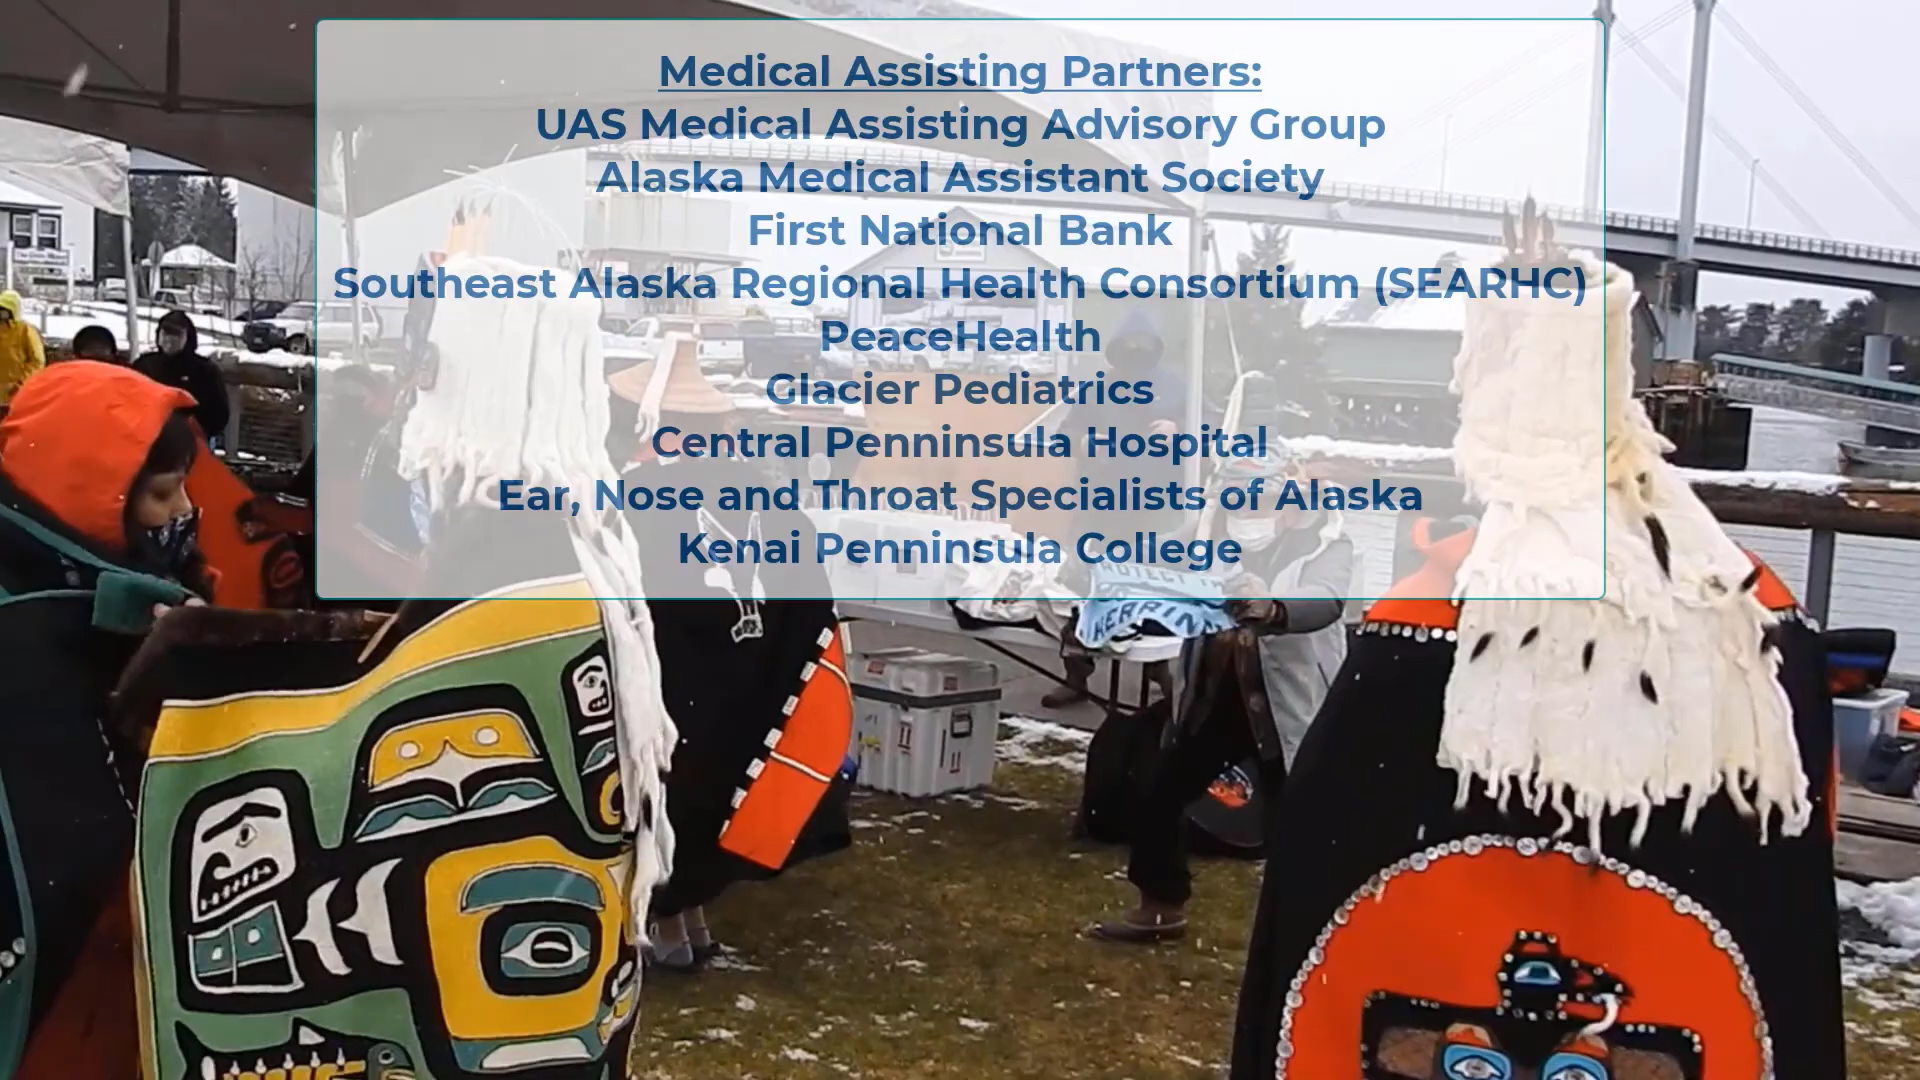 Medical Assisting Partners:
UAS Medical Assisting Advisory Group
Alaska Medical Assistant Society
First National Bank
Southeast Alaska Regional Health Consortium (SEARHC)
PeaceHealth
Glacier Pediatrics
Central Penninsula Hospital
Ear, Nose and Throat Specialists of Alaska
Kenai Penninsula College
PROTECT